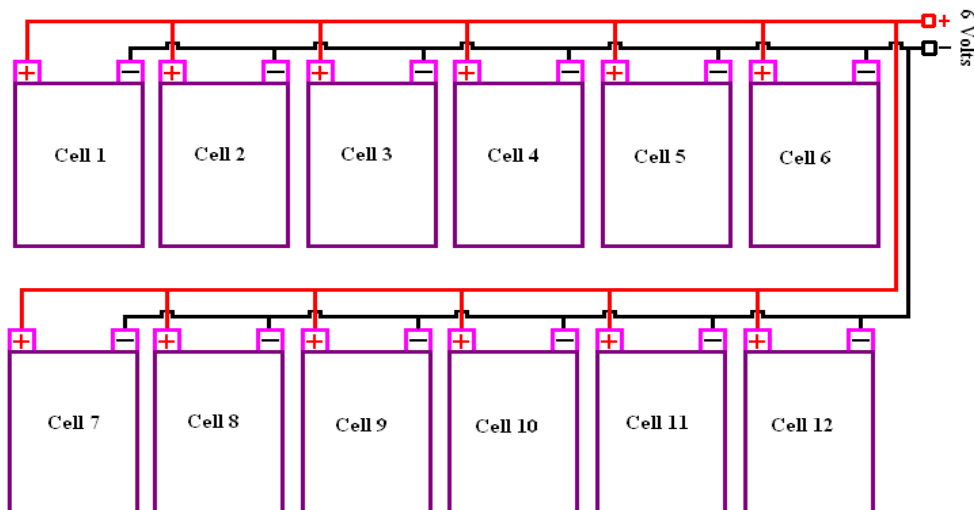 +
− 6 Volts
+ − + − + − + − + − + −
Cell 1 Cell 2 Cell 3 Cell 4 Cell 5 Cell 6
+ − + − + − + − + − + −
Cell 7 Cell 8 Cell 9 Cell 10 Cell 11 Cell 12